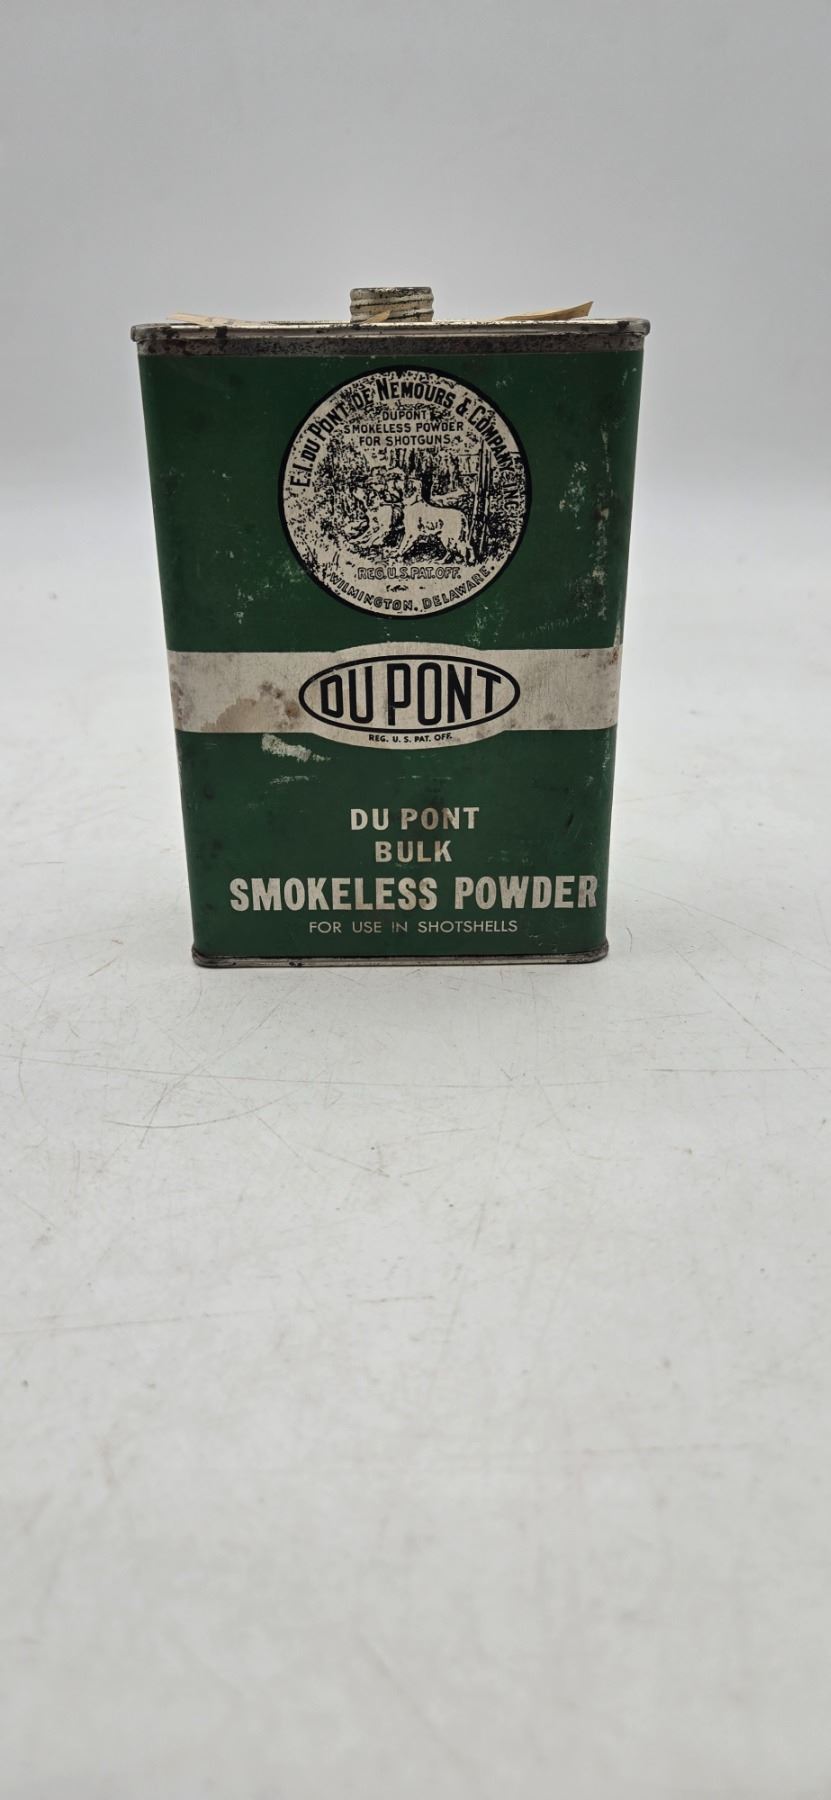 E.I. DU PONT DE NEMOURS & COMPANY, INC.
DUPONT
SMOKELESS POWDER
FOR SHOTGUNS
REG. U.S. PAT. OFF.
WILMINGTON, DELAWARE.
DU PONT
REG. U. S. PAT. OFF.
DU PONT
BULK
SMOKELESS POWDER
FOR USE IN SHOTSHELLS